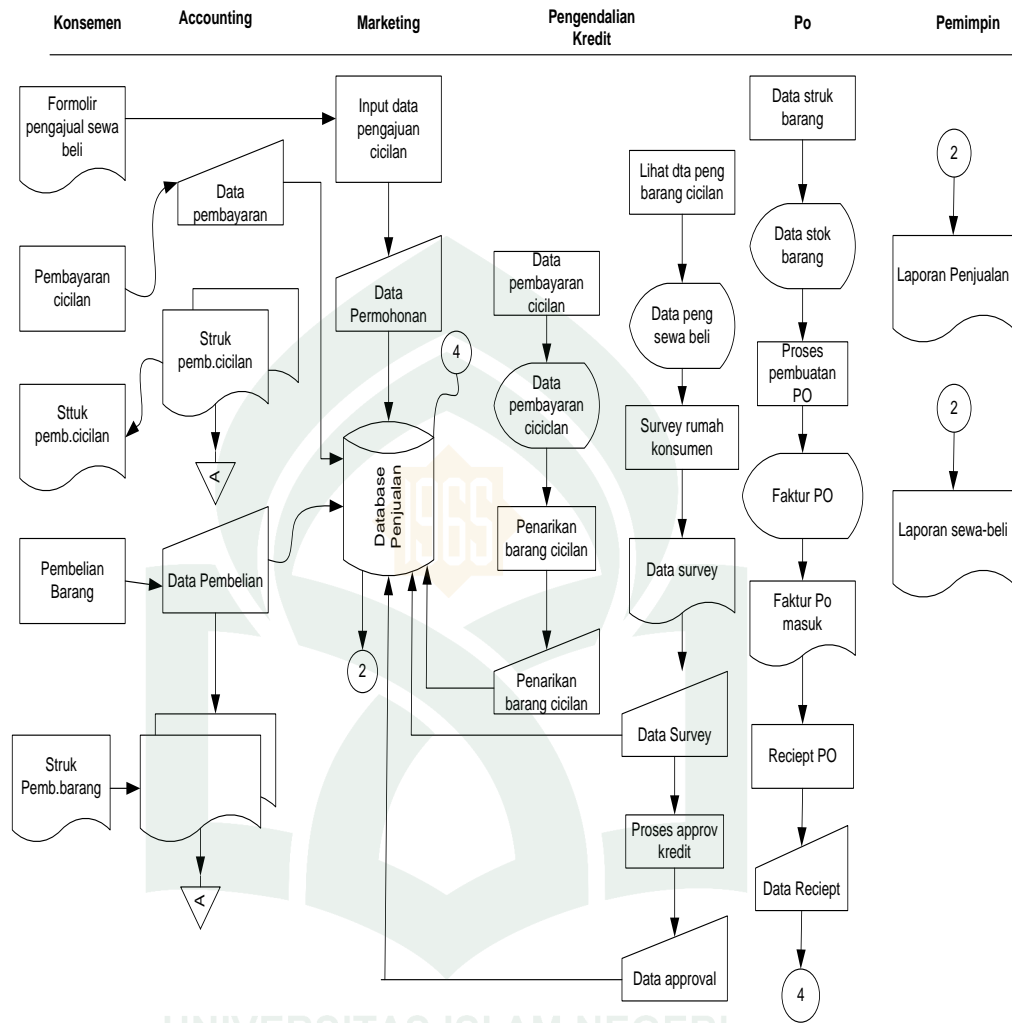 Konsemen
Accounting
Marketing
Pengendalian
Kredit
Po
Pemimpin
Formolir
pengajual sewa
beli
Pembayaran
cicilan
Sttuk
pemb.cicilan
Pembelian
Barang
Struk
Pemb.barang
Data
pembayaran
Struk
pemb.cicilan
A
Data Pembelian
A
Input data
pengajuan
cicilan
Data
Permohonan
4
Database
Penjualan
2
Data
pembayaran
cicilan
Data
pembayaran
ciciclan
Penarikan
barang cicilan
Penarikan
barang cicilan
Lihat dta peng
barang cicilan
Data peng
sewa beli
Survey rumah
konsumen
Data survey
Data Survey
Proses approv
kredit
Data approval
Data struk
barang
Data stok
barang
Proses
pembuatan
PO
Faktur PO
Faktur Po
masuk
Reciept PO
Data Reciept
4
2
Laporan Penjualan
2
Laporan sewa-beli
1965
UNIVERSITAS ISLAM NEGERI